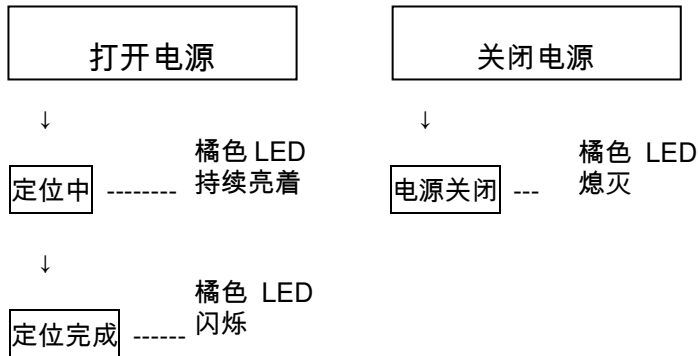 打开电源
↓
定位中 -------- 橘色 LED
持续亮着
↓
定位完成 ------ 橘色 LED
闪烁
关闭电源
↓
电源关闭 --- 橘色 LED
熄灭